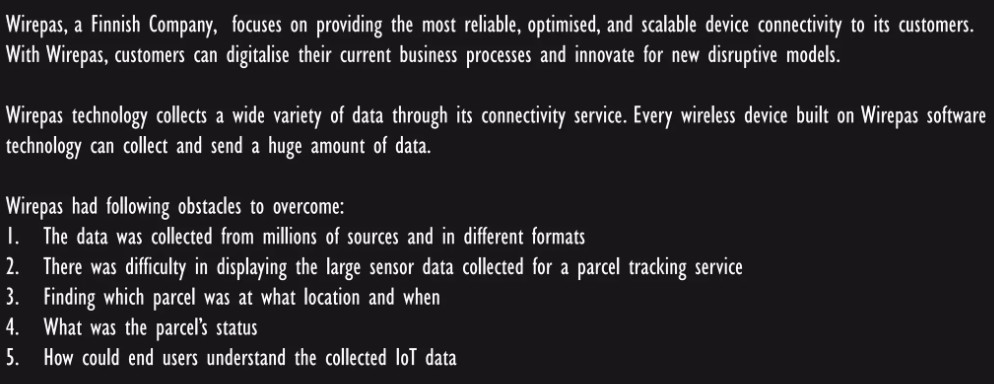 Wirepas, a Finnish Company, focuses on providing the most reliable, optimised, and scalable device connectivity to its customers.
With Wirepas, customers can digitalise their current business processes and innovate for new disruptive models.
Wirepas technology collects a wide variety of data through its connectivity service. Every wireless device built on Wirepas software
technology can collect and send a huge amount of data.
Wirepas had following obstacles to overcome:
1. The data was collected from millions of sources and in different formats
2. There was difficulty in displaying the large sensor data collected for a parcel tracking service
3. Finding which parcel was at what location and when
4. What was the parcel's status
5. How could end users understand the collected IoT data